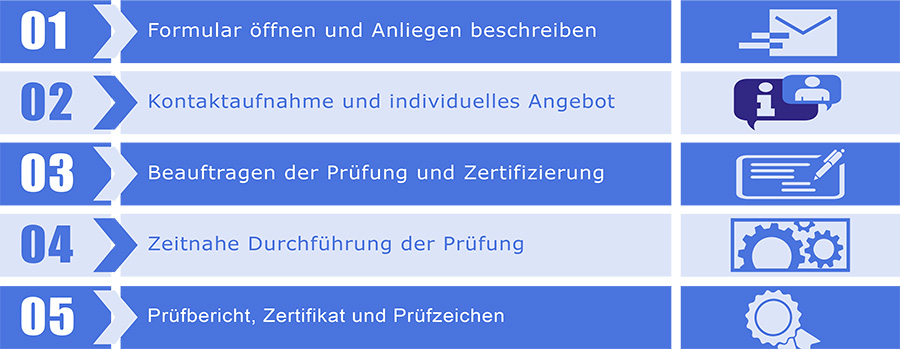 01 Formular öffnen und Anliegen beschreiben
02 Kontaktaufnahme und individuelles Angebot
03 Beauftragen der Prüfung und Zertifizierung
04 Zeitnahe Durchführung der Prüfung
05 Prüfbericht, Zertifikat und Prüfzeichen